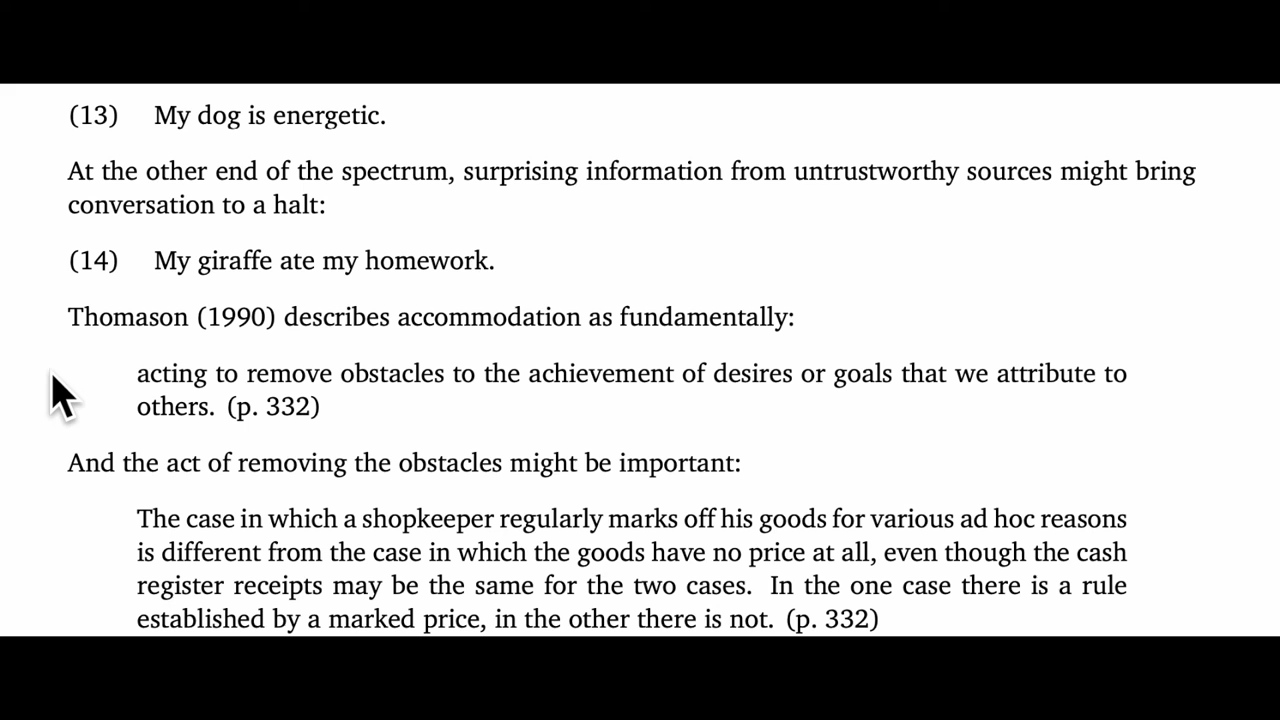 (13) My dog is energetic.
At the other end of the spectrum, surprising information from untrustworthy sources might bring
conversation to a halt:
(14) My giraffe ate my homework.
Thomason (1990) describes accommodation as fundamentally:
acting to remove obstacles to the achievement of desires or goals that we attribute to
others. (p. 332)
And the act of removing the obstacles might be important:
The case in which a shopkeeper regularly marks off his goods for various ad hoc reasons
is different from the case in which the goods have no price at all, even though the cash
register receipts may be the same for the two cases. In the one case there is a rule
established by a marked price, in the other there is not. (p. 332)